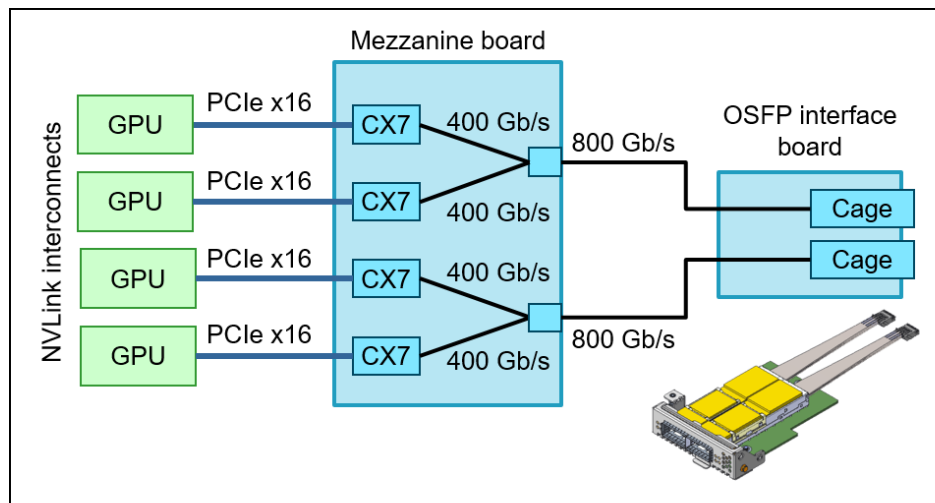 Mezzanine board
NVLink interconnects
GPU
PCIe x16
CX7
400 Gb/s
800 Gb/s
OSFP interface
board
GPU
PCIe x16
CX7
400 Gb/s
Cage
GPU
PCIe x16
CX7
400 Gb/s
Cage
GPU
PCIe x16
CX7
400 Gb/s
800 Gb/s